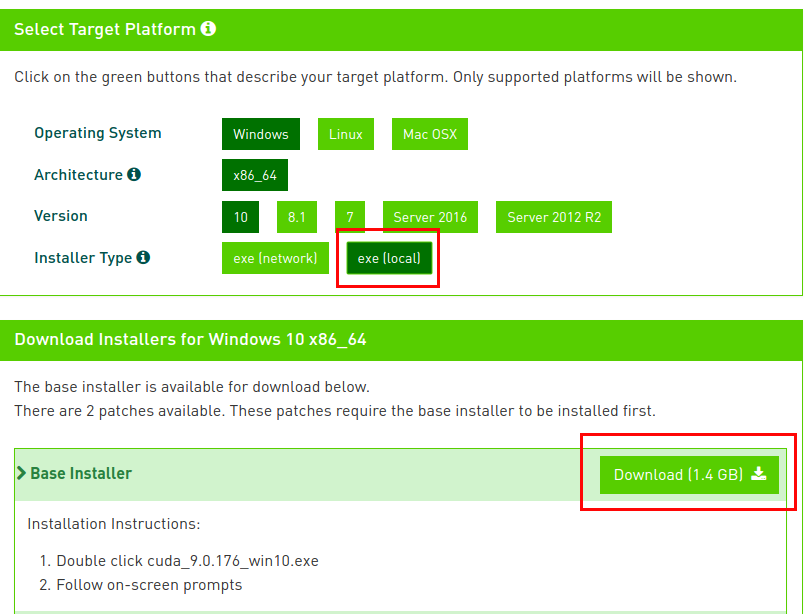 Select Target Platform
Click on the green buttons that describe your target platform. Only supported platforms will be shown.
Operating System Windows Linux Mac OSX
Architecture x86_64
Version 10 8.1 7 Server 2016 Server 2012 R2
Installer Type exe (network) exe (local)
Download Installers for Windows 10 x86_64
The base installer is available for download below.
There are 2 patches available. These patches require the base installer to be installed first.
Base Installer Download (1.4 GB)
Installation Instructions:
1. Double click cuda_9.0.176_win10.exe
2. Follow on-screen prompts